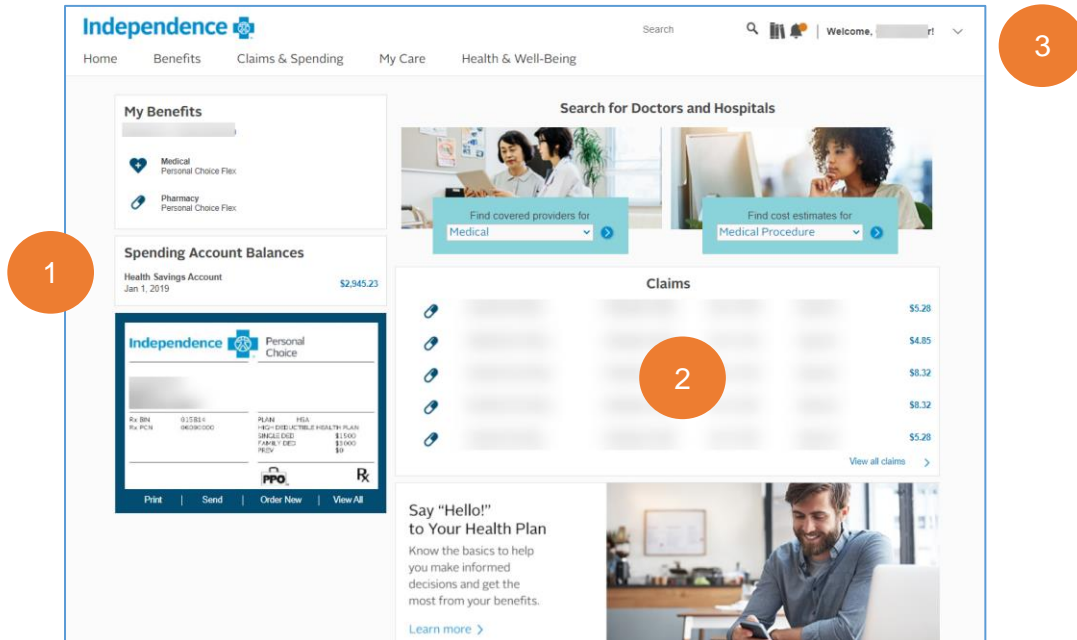 Independence
Search
Welcome, r!
3
Home Benefits Claims & Spending My Care Health & Well-Being
My Benefits
Medical
Personal Choice Flex
Pharmacy
Personal Choice Flex
1
Spending Account Balances
Health Savings Account
Jan 1, 2019
$2,945.23
Independence Personal
Choice
Rx BIN 015814
Rx PCN 06090000
PLAN HSA
HIGH DEDUCTIBLE HEALTH PLAN
SINGLE DED $1500
FAMILY DED $3000
PREV $0
PPO
Rx
Print | Send | Order New | View All
Search for Doctors and Hospitals
Find covered providers for
Medical
Find cost estimates for
Medical Procedure
Claims
$5.28
$4.85
2
$8.32
$8.32
$5.28
View all claims >
Say "Hello!"
to Your Health Plan
Know the basics to help
you make informed
decisions and get the
most from your benefits.
Learn more >